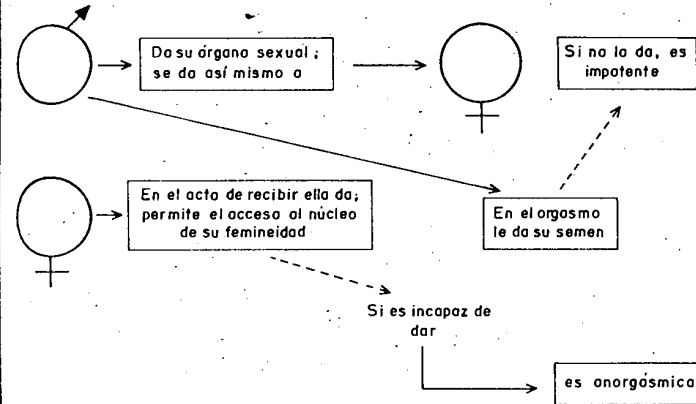 Da su órgano sexual;
se da así mismo a
Si no la da, es
impotente
En el acto de recibir ella da;
permite el acceso al núcleo
de su femineidad
En el orgasmo
le da su semen
Si es incapaz de
dar
es anorgásmica